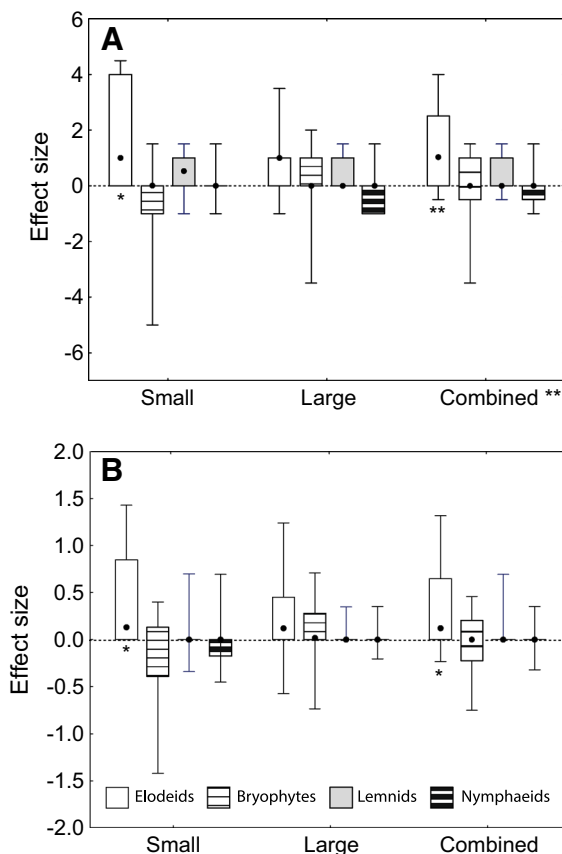 A
6
4
2
0
-2
-4
-6
Effect size
*
**
Small Large Combined **
B
2.0
1.5
1.0
0.5
0.0
-0.5
-1.0
-1.5
-2.0
Effect size
*
*
Elodeids Bryophytes Lemnids Nymphaeids
Small Large Combined